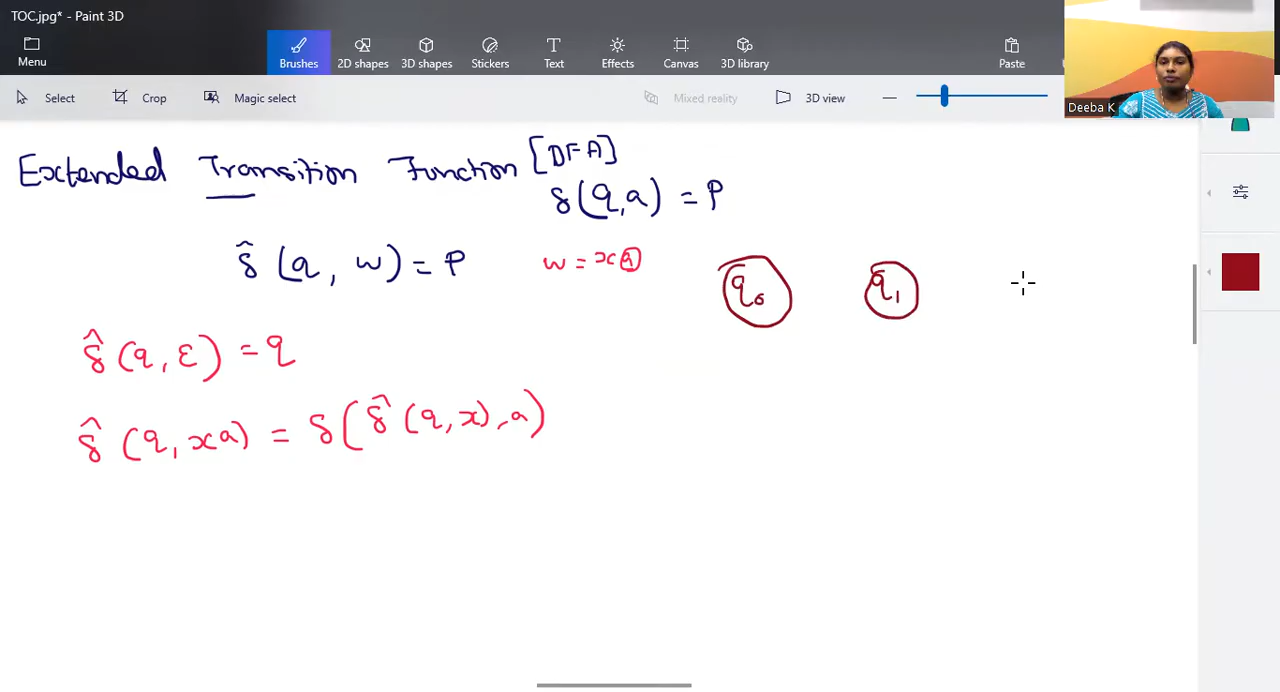 TOC.jpg* - Paint 3D
Menu
Brushes
2D shapes
3D shapes
Stickers
Text
Effects
Canvas
3D library
Paste
Select
Crop
Magic select
Mixed reality
3D view
Deeba K
Extended Transition Function [DFA]
δ(q,a) = P
δ̂ (q, w) = P
w = xa
q₀
q₁
δ̂ (q, ε) = q
δ̂ (q, xa) = δ(δ̂ (q, x), a)